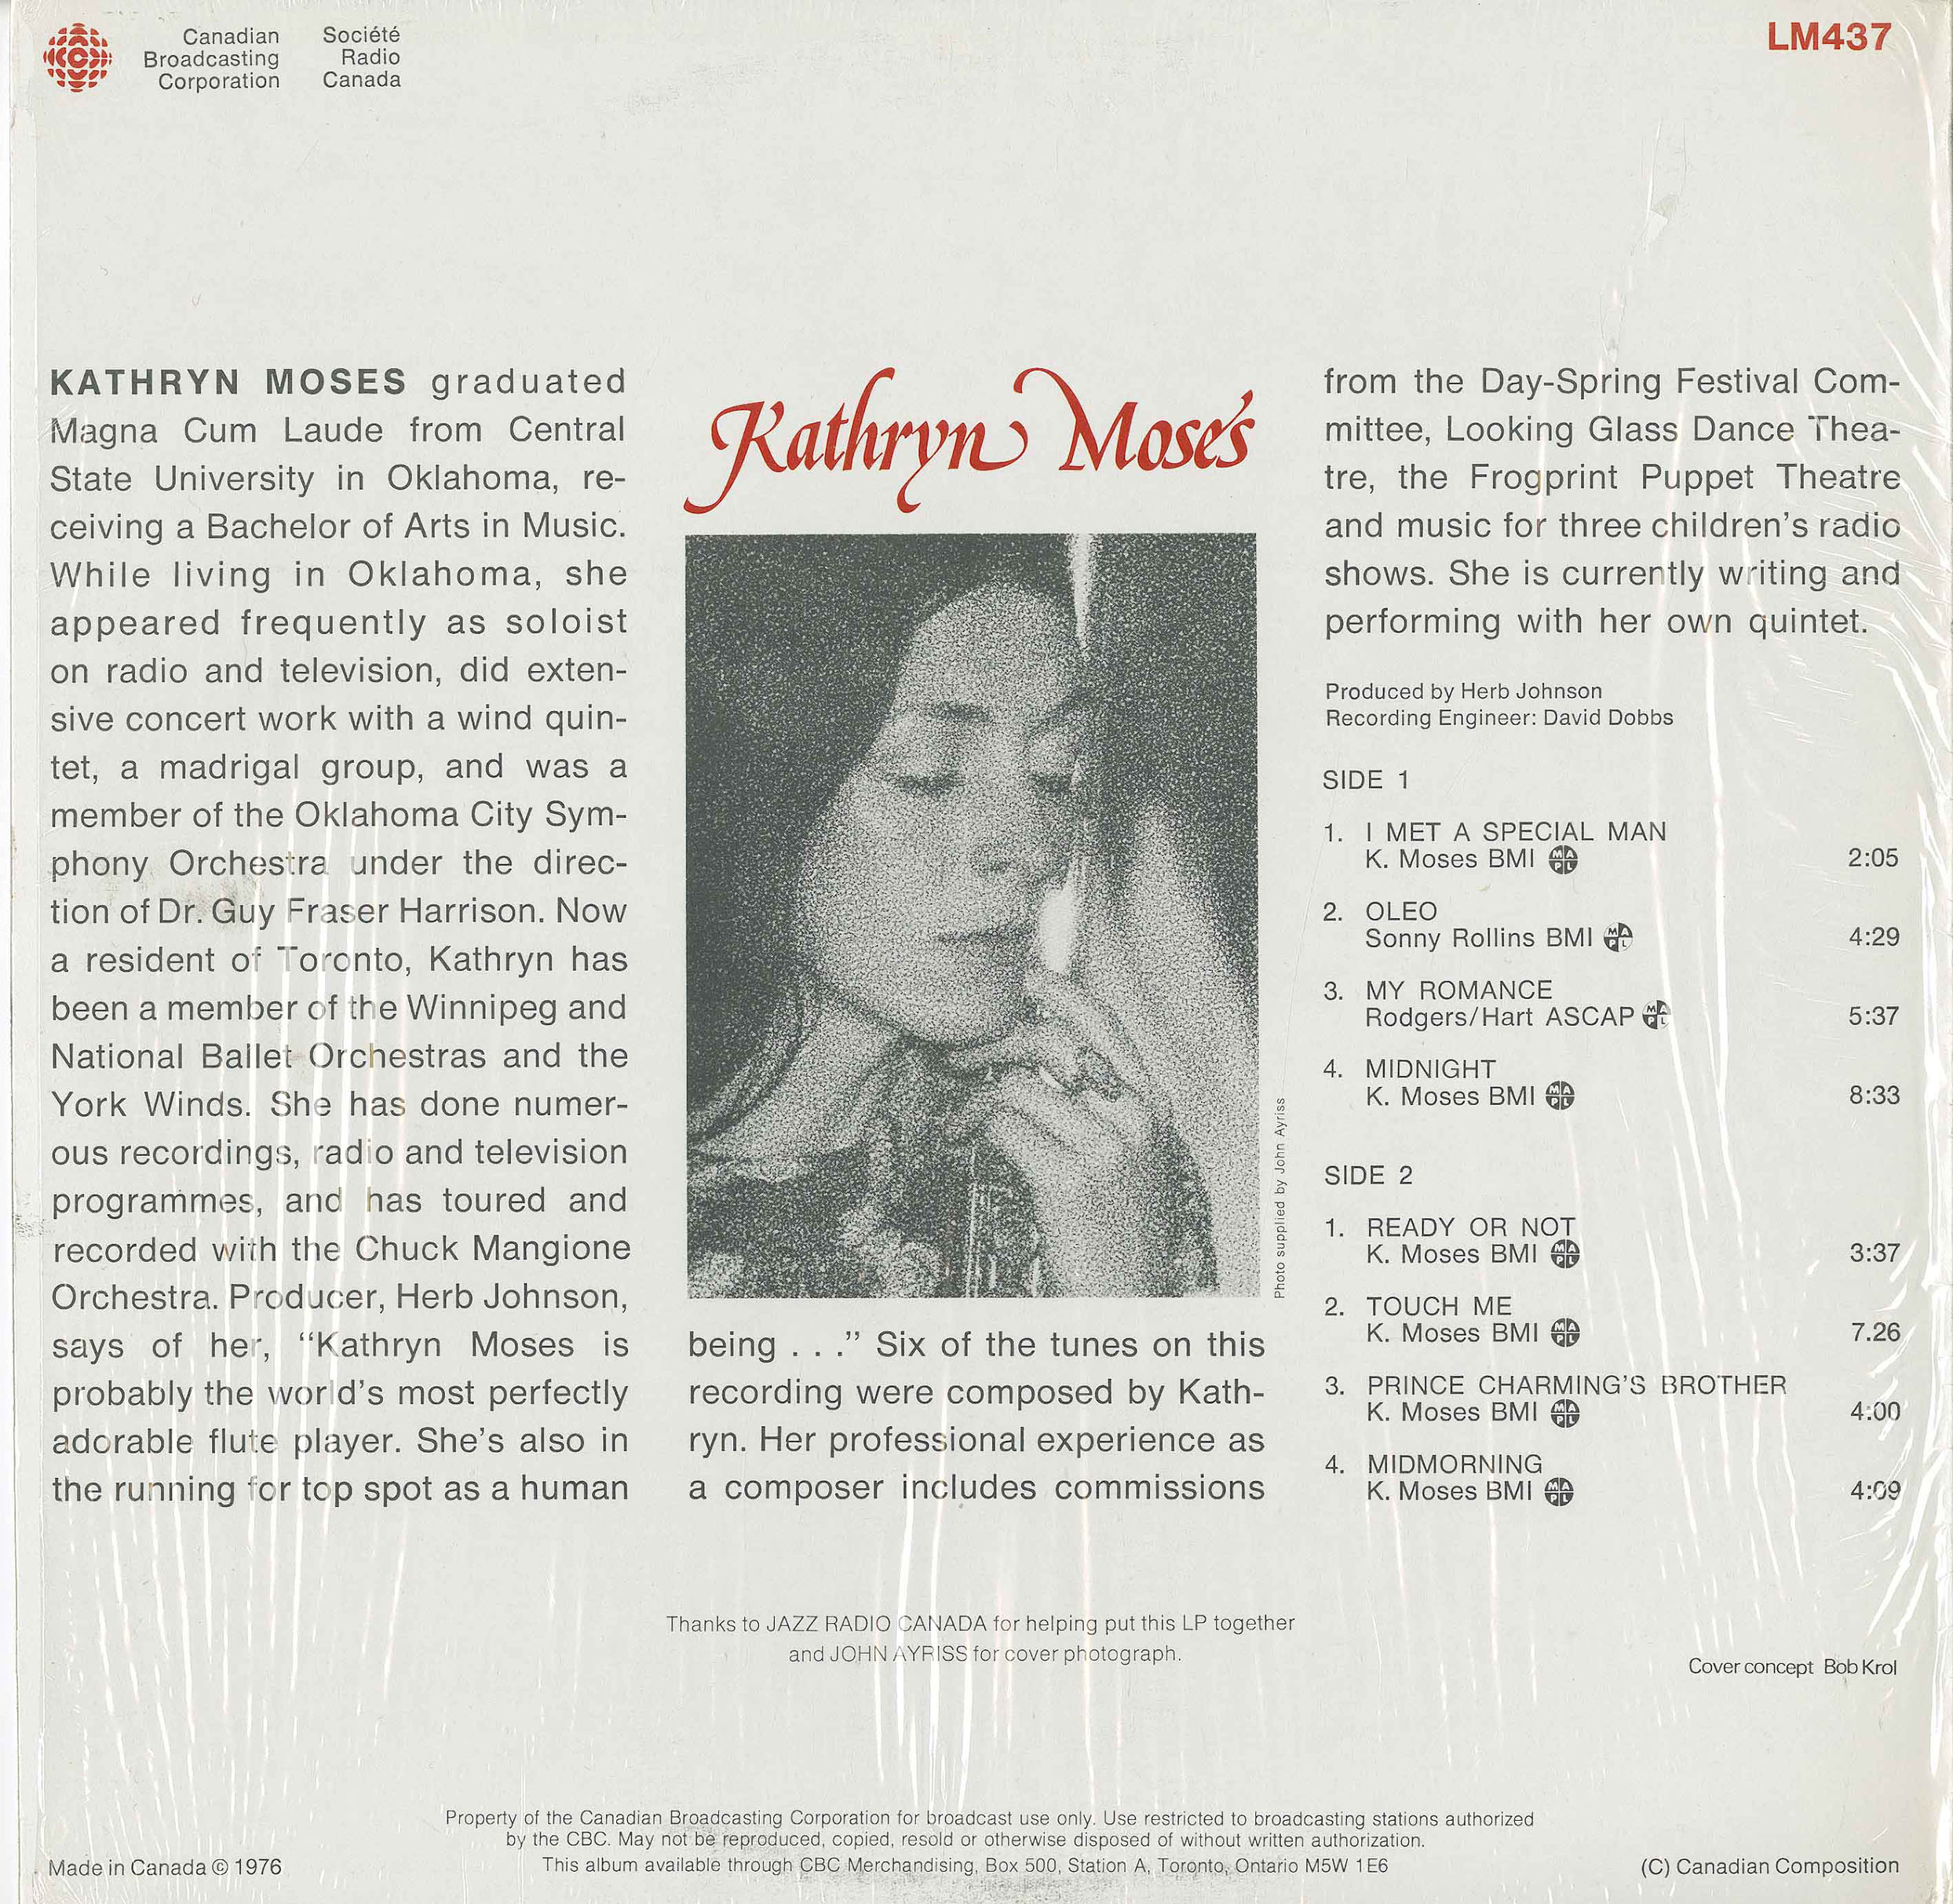 Canadian
Broadcasting
Corporation
Société
Radio
Canada
LM437
KATHRYN MOSES graduated
Magna Cum Laude from Central
State University in Oklahoma, re-
ceiving a Bachelor of Arts in Music.
While living in Oklahoma, she
appeared frequently as soloist
on radio and television, did exten-
sive concert work with a wind quin-
tet, a madrigal group, and was a
member of the Oklahoma City Sym-
phony Orchestra under the direc-
tion of Dr. Guy Fraser Harrison. Now
a resident of Toronto, Kathryn has
been a member of the Winnipeg and
National Ballet Orchestras and the
York Winds. She has done numer-
ous recordings, radio and television
programmes, and has toured and
recorded with the Chuck Mangione
Orchestra. Producer, Herb Johnson,
says of her, “Kathryn Moses is
probably the world’s most perfectly
adorable flute player. She’s also in
the running for top spot as a human
Kathryn Moses
Photo supplied by John Ayriss
being . . .” Six of the tunes on this
recording were composed by Kath-
ryn. Her professional experience as
a composer includes commissions
from the Day-Spring Festival Com-
mittee, Looking Glass Dance Thea-
tre, the Frogprint Puppet Theatre
and music for three children’s radio
shows. She is currently writing and
performing with her own quintet.
Produced by Herb Johnson
Recording Engineer: David Dobbs
SIDE 1
1. I MET A SPECIAL MAN
K. Moses BMI MAPL 2:05
2. OLEO
Sonny Rollins BMI MAPL 4:29
3. MY ROMANCE
Rodgers/Hart ASCAP MAPL 5:37
4. MIDNIGHT
K. Moses BMI MAPL 8:33
SIDE 2
1. READY OR NOT
K. Moses BMI MAPL 3:37
2. TOUCH ME
K. Moses BMI MAPL 7.26
3. PRINCE CHARMING’S BROTHER
K. Moses BMI MAPL 4:00
4. MIDMORNING
K. Moses BMI MAPL 4:09
Thanks to JAZZ RADIO CANADA for helping put this LP together
and JOHN AYRISS for cover photograph.
Cover concept Bob Krol
Property of the Canadian Broadcasting Corporation for broadcast use only. Use restricted to broadcasting stations authorized
by the CBC. May not be reproduced, copied, resold or otherwise disposed of without written authorization.
This album available through CBC Merchandising, Box 500, Station A, Toronto, Ontario M5W 1E6
Made in Canada © 1976
(C) Canadian Composition